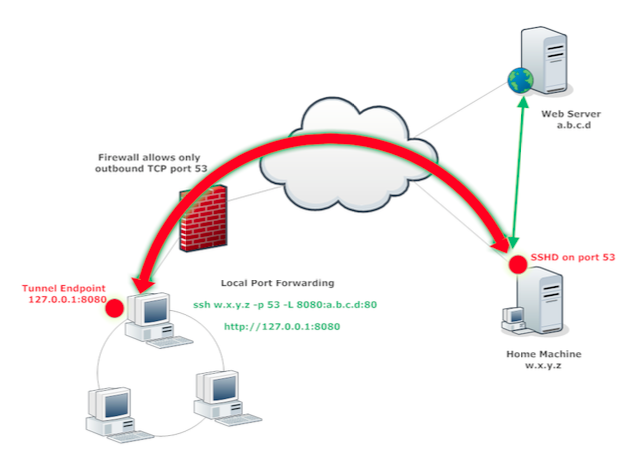 Web Server
a.b.c.d
Firewall allows only
outbound TCP port 53
SSHD on port 53
Tunnel Endpoint
127.0.0.1:8080
Local Port Forwarding
ssh w.x.y.z -p 53 -L 8080:a.b.c.d:80
http://127.0.0.1:8080
Home Machine
w.x.y.z